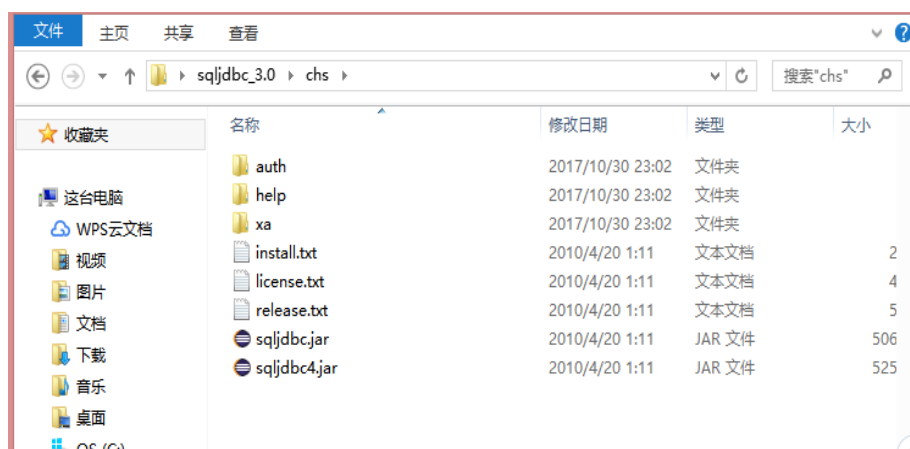 文件 主页 共享 查看
sqljdbc_3.0 chs 搜索"chs"
收藏夹 名称 修改日期 类型 大小
auth 2017/10/30 23:02 文件夹
这台电脑 help 2017/10/30 23:02 文件夹
WPS云文档 xa 2017/10/30 23:02 文件夹
视频 install.txt 2010/4/20 1:11 文本文档 2
图片 license.txt 2010/4/20 1:11 文本文档 4
文档 release.txt 2010/4/20 1:11 文本文档 5
下载 sqljdbc.jar 2010/4/20 1:11 JAR 文件 506
音乐 sqljdbc4.jar 2010/4/20 1:11 JAR 文件 525
桌面